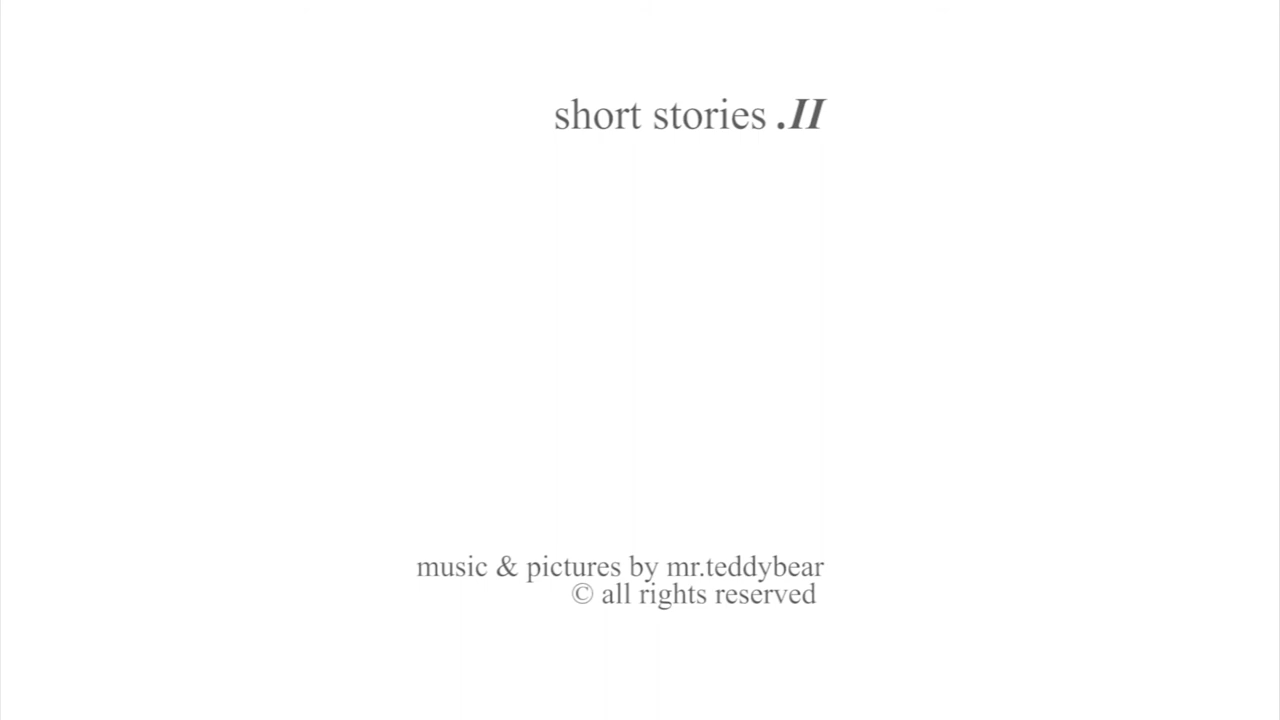 short stories .II
music & pictures by mr.teddybear
© all rights reserved